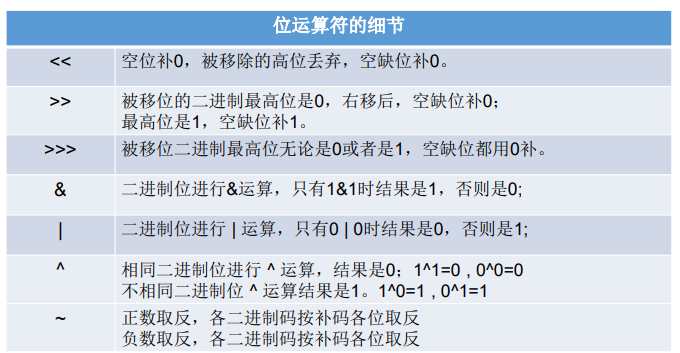 位运算符的细节
<< 空位补0，被移除的高位丢弃，空缺位补0。
>> 被移位的二进制最高位是0，右移后，空缺位补0；
最高位是1，空缺位补1。
>>> 被移位二进制最高位无论是0或者是1，空缺位都用0补。
& 二进制位进行&运算，只有1&1时结果是1，否则是0;
| 二进制位进行 | 运算，只有0 | 0时结果是0，否则是1;
^ 相同二进制位进行 ^ 运算，结果是0；1^1=0 , 0^0=0
不相同二进制位 ^ 运算结果是1。1^0=1 , 0^1=1
~ 正数取反，各二进制码按补码各位取反
负数取反，各二进制码按补码各位取反